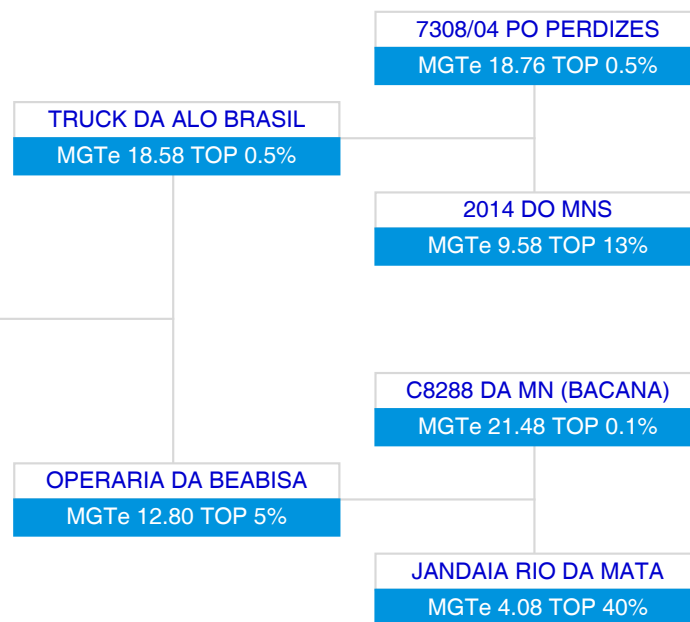 7308/04 PO PERDIZES
MGTe 18.76 TOP 0.5%
TRUCK DA ALO BRASIL
MGTe 18.58 TOP 0.5%
2014 DO MNS
MGTe 9.58 TOP 13%
C8288 DA MN (BACANA)
MGTe 21.48 TOP 0.1%
OPERARIA DA BEABISA
MGTe 12.80 TOP 5%
JANDAIA RIO DA MATA
MGTe 4.08 TOP 40%